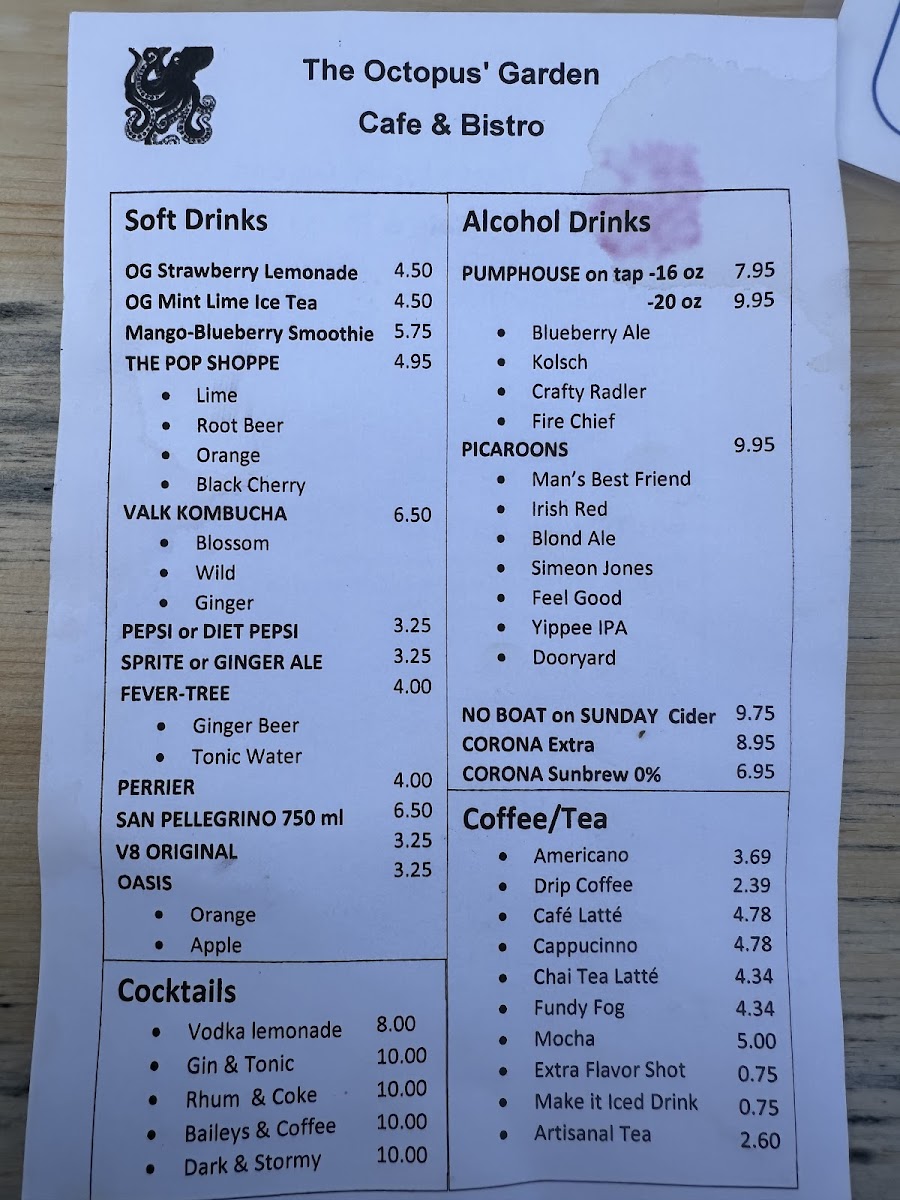 The Octopus' Garden
Cafe & Bistro
Soft Drinks
OG Strawberry Lemonade 4.50
OG Mint Lime Ice Tea 4.50
Mango-Blueberry Smoothie 5.75
THE POP SHOPPE 4.95
• Lime
• Root Beer
• Orange
• Black Cherry
VALK KOMBUCHA 6.50
• Blossom
• Wild
• Ginger
PEPSI or DIET PEPSI 3.25
SPRITE or GINGER ALE 3.25
FEVER-TREE 4.00
• Ginger Beer
• Tonic Water
PERRIER 4.00
SAN PELLEGRINO 750 ml 6.50
V8 ORIGINAL 3.25
OASIS 3.25
• Orange
• Apple
Cocktails
• Vodka lemonade 8.00
• Gin & Tonic 10.00
• Rhum & Coke 10.00
• Baileys & Coffee 10.00
• Dark & Stormy 10.00
Alcohol Drinks
PUMPHOUSE on tap -16 oz 7.95
-20 oz 9.95
• Blueberry Ale
• Kolsch
• Crafty Radler
• Fire Chief
PICAROONS 9.95
• Man's Best Friend
• Irish Red
• Blond Ale
• Simeon Jones
• Feel Good
• Yippee IPA
• Dooryard
NO BOAT on SUNDAY Cider 9.75
CORONA Extra 8.95
CORONA Sunbrew 0% 6.95
Coffee/Tea
• Americano 3.69
• Drip Coffee 2.39
• Café Latté 4.78
• Cappucinno 4.78
• Chai Tea Latté 4.34
• Fundy Fog 4.34
• Mocha 5.00
• Extra Flavor Shot 0.75
• Make it Iced Drink 0.75
• Artisanal Tea 2.60